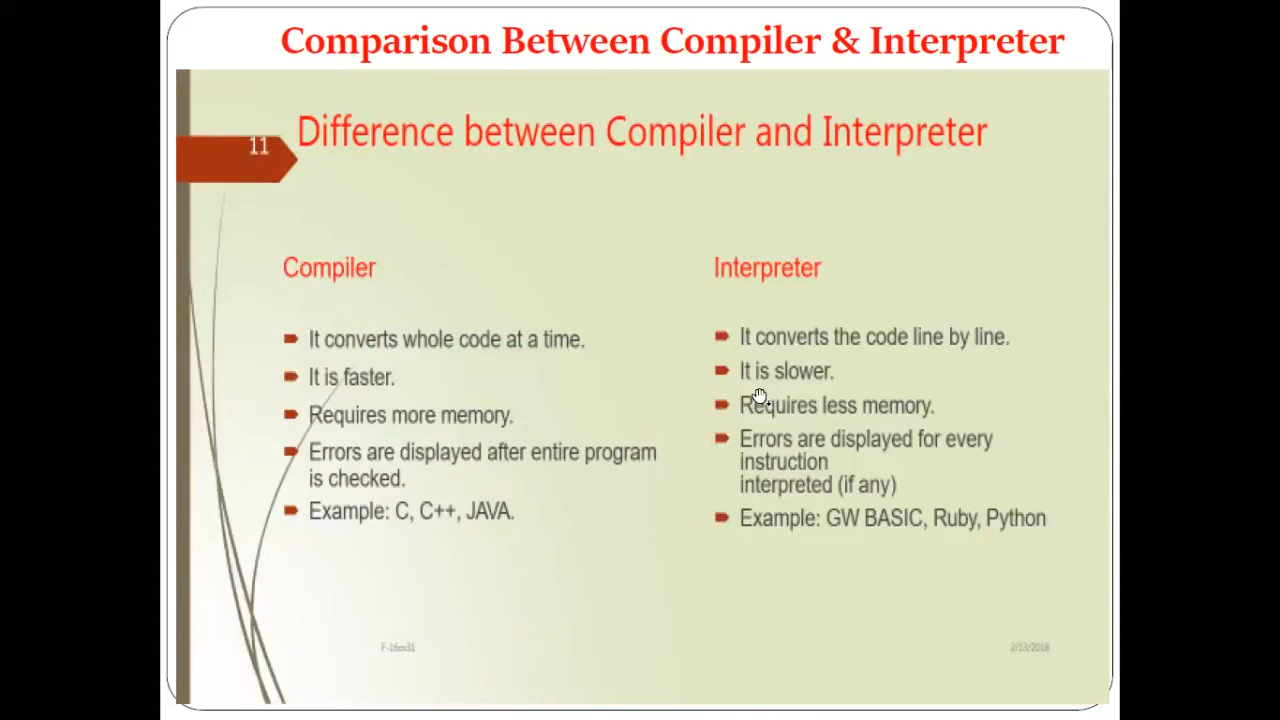 Comparison Between Compiler & Interpreter
11
Difference between Compiler and Interpreter
Compiler
It converts whole code at a time.
It is faster.
Requires more memory.
Errors are displayed after entire program
is checked.
Example: C, C++, JAVA.
Interpreter
It converts the code line by line.
It is slower.
Requires less memory.
Errors are displayed for every
instruction
interpreted (if any)
Example: GW BASIC, Ruby, Python
2/13/2018